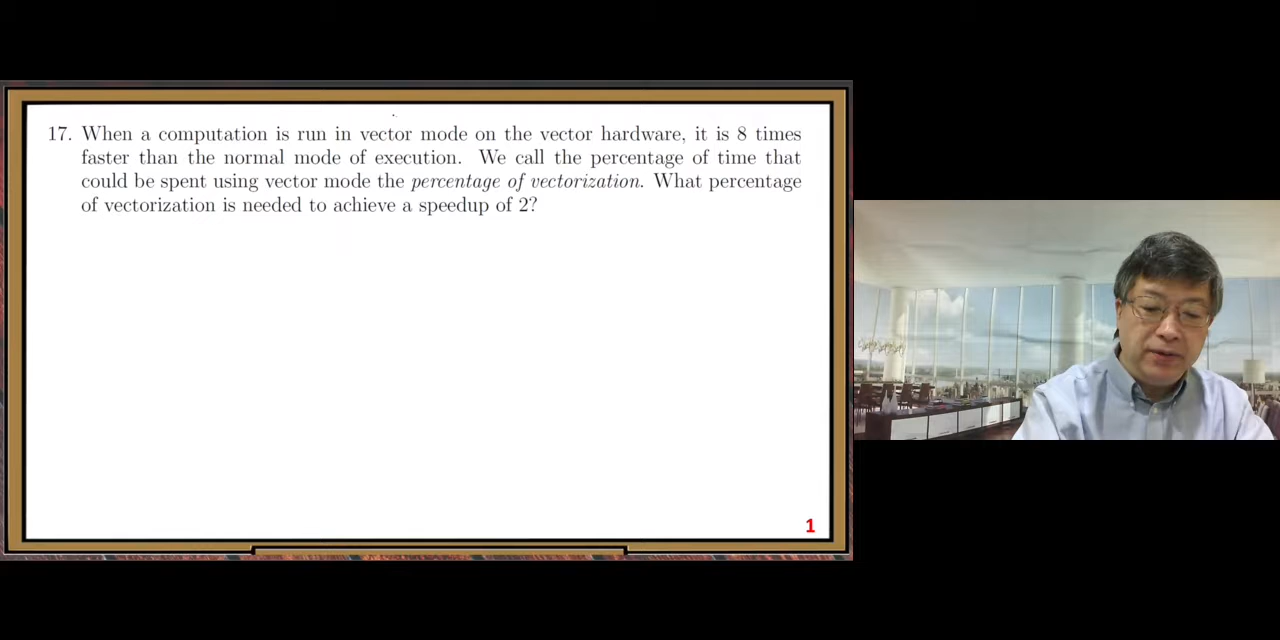 17. When a computation is run in vector mode on the vector hardware, it is 8 times
faster than the normal mode of execution. We call the percentage of time that
could be spent using vector mode the percentage of vectorization. What percentage
of vectorization is needed to achieve a speedup of 2?
1